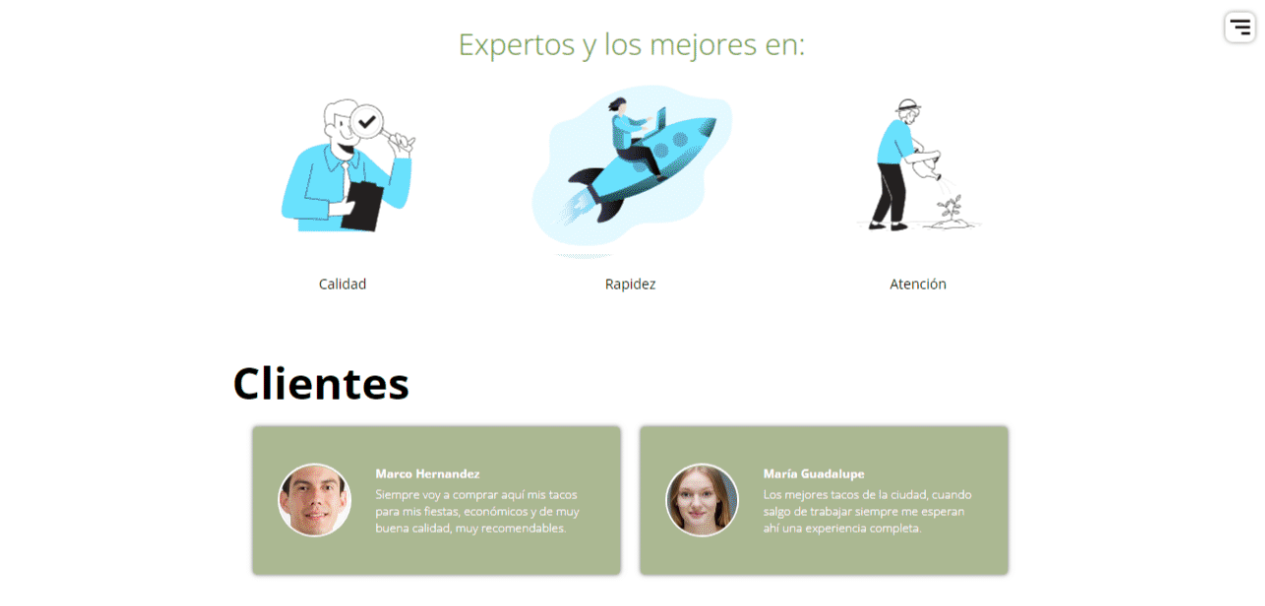 Expertos y los mejores en:
Calidad
Rapidez
Atención
Clientes
Marco Hernandez
Siempre voy a comprar aquí mis tacos
para mis fiestas, económicos y de muy
buena calidad, muy recomendables.
María Guadalupe
Los mejores tacos de la ciudad, cuando
salgo de trabajar siempre me esperan
ahí una experiencia completa.